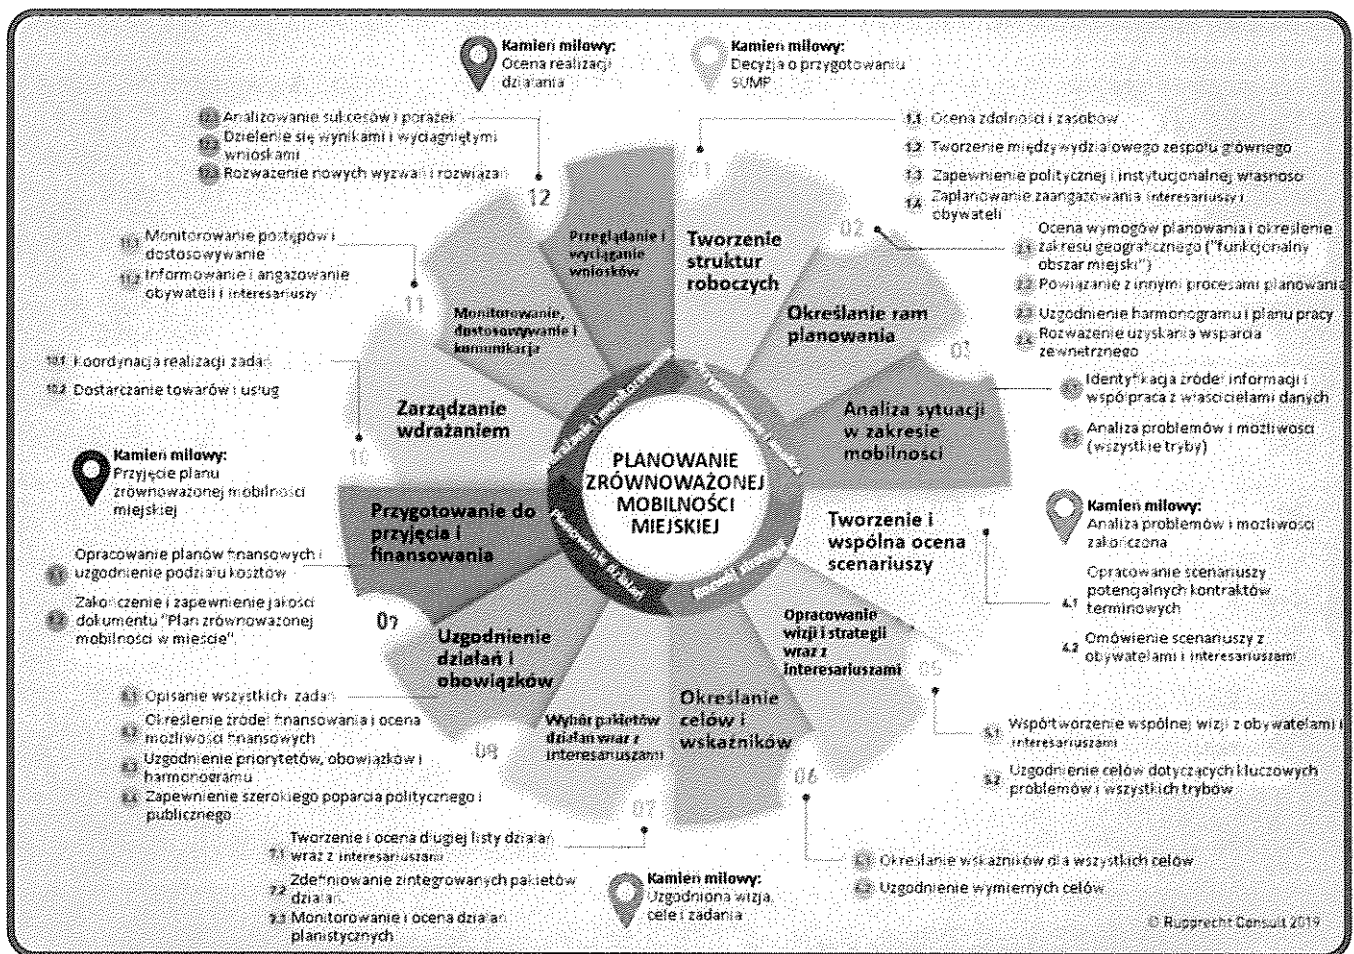 Kamień milowy:
Ocena realizacji
działania
Kamień milowy:
Decyzja o przygotowaniu
SUMP
12.1 Analizowanie sukcesów i porażek
12.2 Dzielenie się wynikami i wyciągniętymi
wnioskami
12.3 Rozważenie nowych wyzwań i rozwiązań
11.1 Monitorowanie postępów i
dostosowywanie
11.2 Informowanie i angażowanie
obywateli i interesariuszy
10.1 Koordynacja realizacji zadań
10.2 Dostarczanie towarów i usług
Kamień milowy:
Przyjęcie planu
zrównoważonej mobilności
miejskiej
Opracowanie planów finansowych i
9.1 uzgodnienie podziału kosztów
Zakończenie i zapewnienie jakości
9.2 dokumentu "Plan zrównoważonej
mobilności w mieście"
8.1 Opisanie wszystkich zadań
8.2 Określenie źródeł finansowania i ocena
możliwości finansowych
8.3 Uzgodnienie priorytetów, obowiązków i
harmonogramu
8.4 Zapewnienie szerokiego poparcia politycznego i
publicznego
Tworzenie i ocena długiej listy działań
7.1 wraz z interesariuszami
7.2 Zdefiniowanie zintegrowanych pakietów
działań
7.3 Monitorowanie i ocena działań
planistycznych
Kamień milowy:
Uzgodniona wizja,
cele i zadania
1.1 Ocena zdolności i zasobów
1.2 Tworzenie międzywydziałowego zespołu głównego
1.3 Zapewnienie politycznej i instytucjonalnej własności
1.4 Zaplanowanie zaangażowania interesariuszy i
obywateli
Ocena wymogów planowania i określenie
2.1 zakresu geograficznego ("funkcjonalny
obszar miejski")
2.2 Powiązanie z innymi procesami planowania
2.3 Uzgodnienie harmonogramu i planu pracy
2.4 Rozważenie uzyskania wsparcia
zewnetrznego
3.1 Identyfikacja źródeł informacji i
współpraca z właścicielami danych
3.2 Analiza problemów i możliwości
(wszystkie tryby)
Kamień milowy:
Analiza problemów i możliwości
zakończona
Opracowanie scenariuszy
4.1 potencjalnych kontraktów
terminowych
4.2 Omówienie scenariuszy z
obywatelami i interesariuszami
5.1 Współtworzenie wspólnej wizji z obywatelami i
interesariuszami
5.2 Uzgodnienie celów dotyczących kluczowych
problemów i wszystkich trybów
6.1 Określanie wskaźników dla wszystkich celów
6.2 Uzgodnienie wymiernych celów
01
Tworzenie
struktur
roboczych
02
Określanie ram
planowania
03
Analiza sytuacji
w zakresie
mobilności
Tworzenie i
wspólna ocena
scenariuszy
05
Opracowanie
wizji i strategii
wraz z
interesariuszami
06
Określanie
celów i
wskaźników
07
Wybór pakietów
działań wraz z
interesariuszami
08
Uzgodnienie
działań i
obowiązków
09
Przygotowanie do
przyjęcia i
finansowania
10
Zarządzanie
wdrażaniem
11
Monitorowanie,
dostosowywanie i
komunikacja
12
Przeglądanie i
wyciąganie
wniosków
PLANOWANIE
ZRÓWNOWAŻONEJ
MOBILNOŚCI
MIEJSKIEJ
© Rupprecht Consult 2019